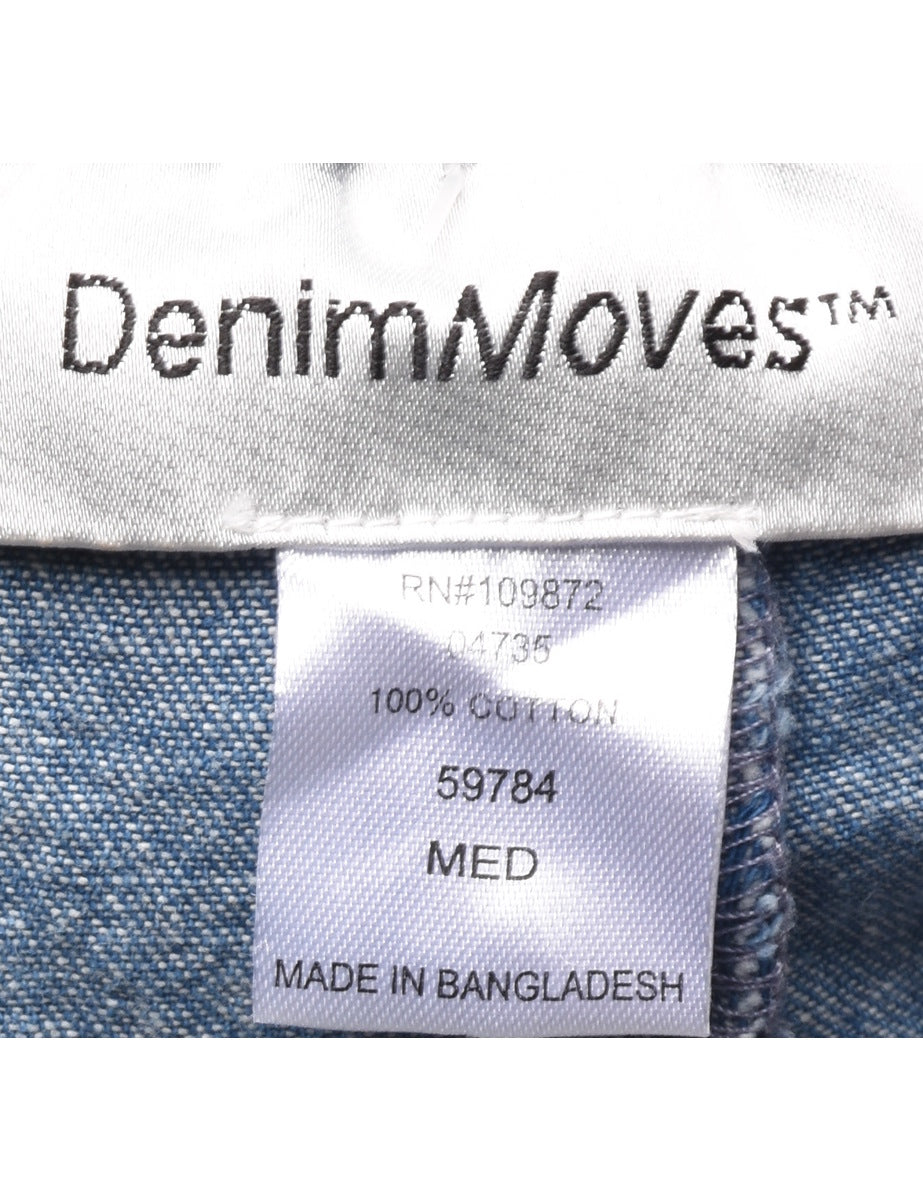 DenimMoves™
RN#109872
04735
100% COTTON
59784
MED
MADE IN BANGLADESH